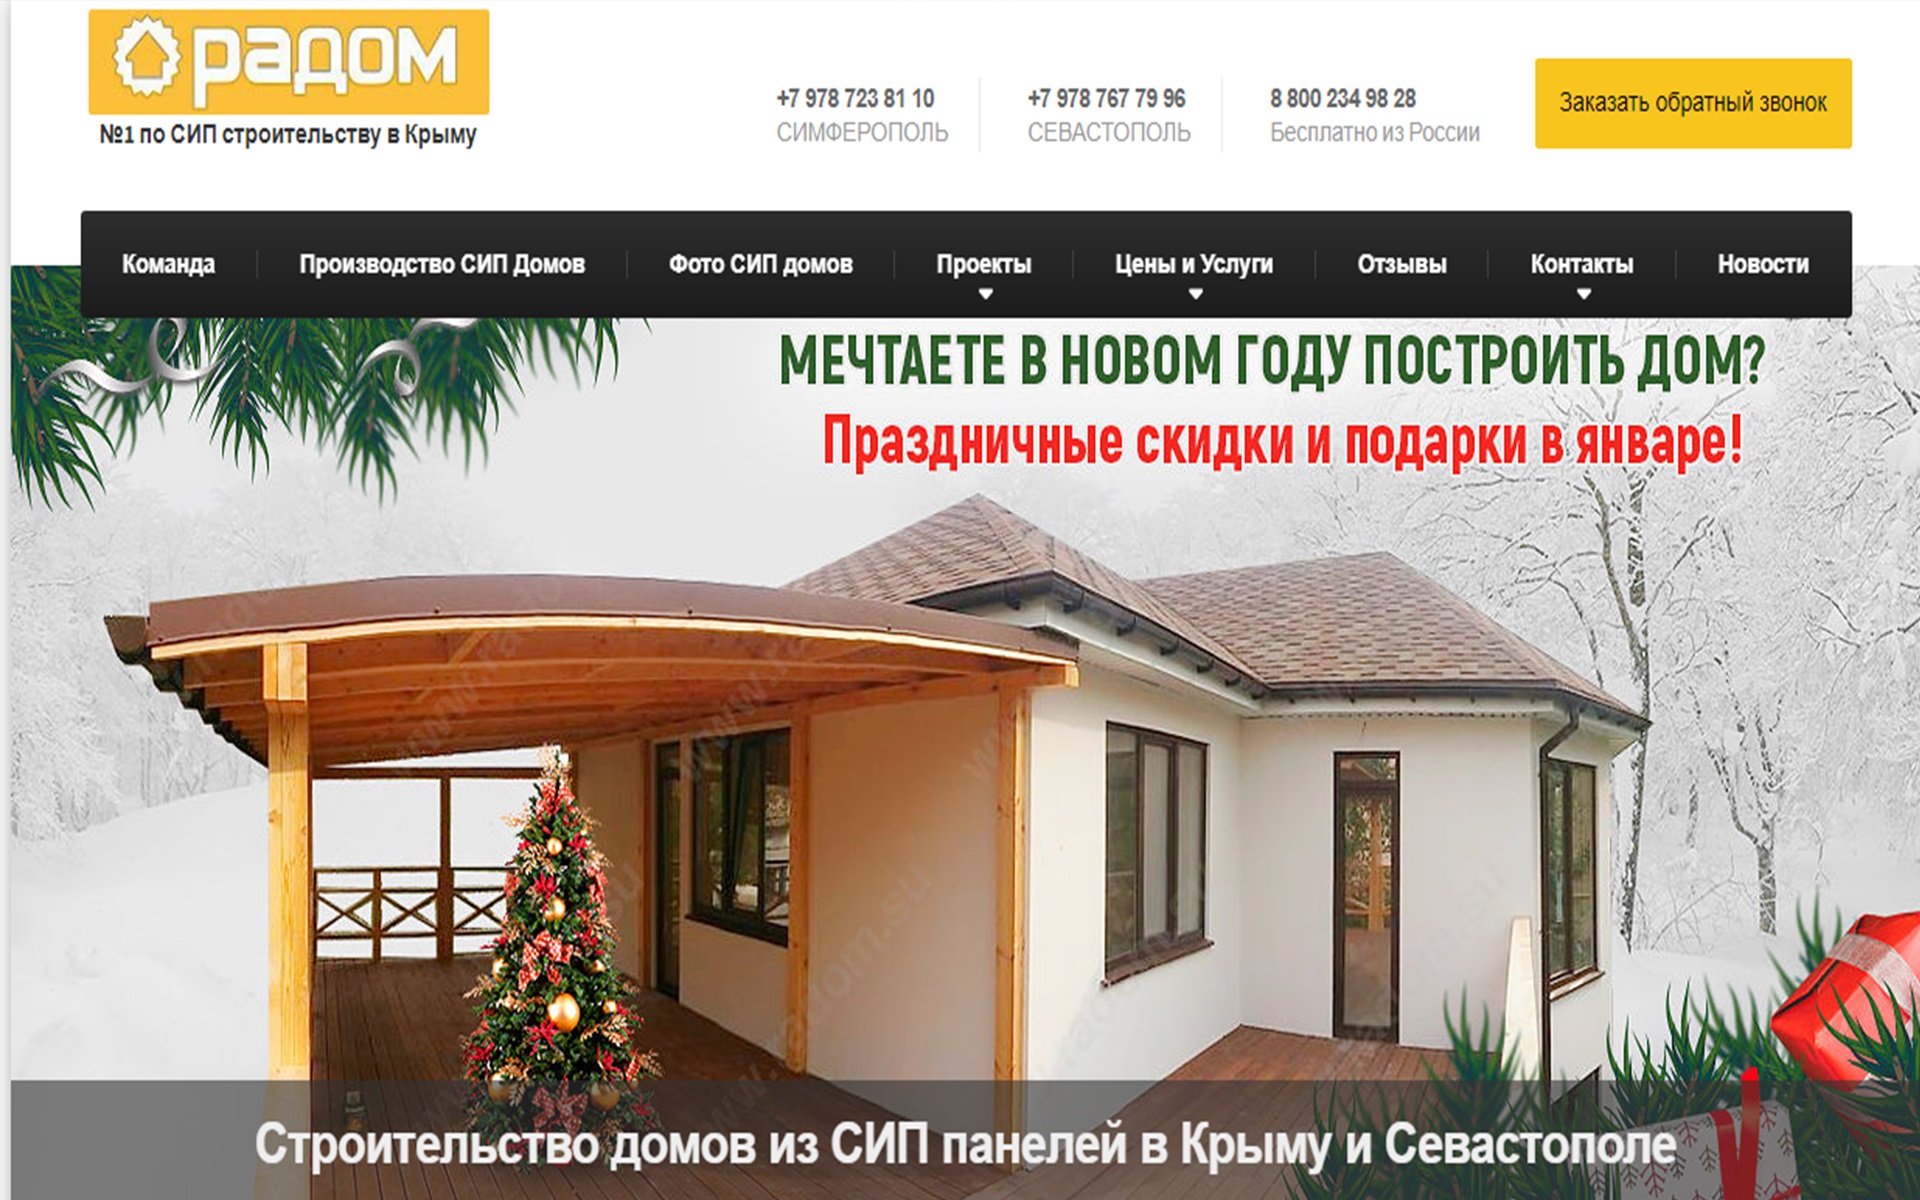 радом
№1 по СИП строительству в Крыму
+7 978 723 81 10
СИМФЕРОПОЛЬ
+7 978 767 79 96
СЕВАСТОПОЛЬ
8 800 234 98 28
Бесплатно из России
Заказать обратный звонок
Команда
Производство СИП Домов
Фото СИП домов
Проекты
Цены и Услуги
Отзывы
Контакты
Новости
МЕЧТАЕТЕ В НОВОМ ГОДУ ПОСТРОИТЬ ДОМ?
Праздничные скидки и подарки в январе!
www.radom.su
Строительство домов из СИП панелей в Крыму и Севастополе